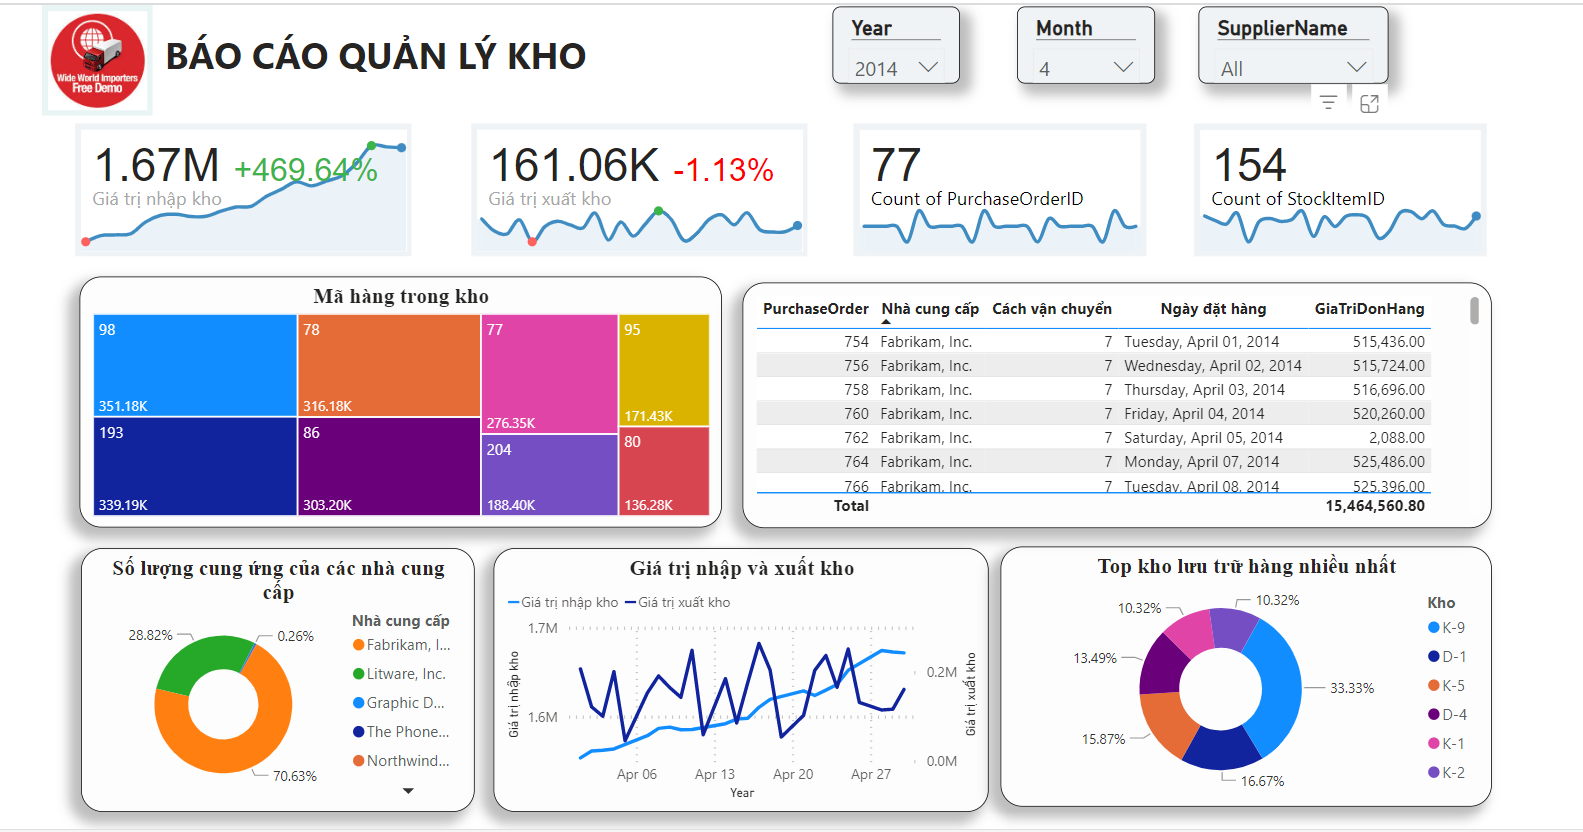 Wide World Importers
Free Demo
BÁO CÁO QUẢN LÝ KHO
Year
2014
Month
4
SupplierName
All
1.67M +469.64%
Giá trị nhập kho
161.06K -1.13%
Giá trị xuất kho
77
Count of PurchaseOrderID
154
Count of StockItemID
Mã hàng trong kho
98
351.18K
78
316.18K
77
276.35K
95
171.43K
193
339.19K
86
303.20K
204
188.40K
80
136.28K
PurchaseOrder Nhà cung cấp Cách vận chuyển Ngày đặt hàng GiaTriDonHang
754 Fabrikam, Inc. 7 Tuesday, April 01, 2014 515,436.00
756 Fabrikam, Inc. 7 Wednesday, April 02, 2014 515,724.00
758 Fabrikam, Inc. 7 Thursday, April 03, 2014 516,696.00
760 Fabrikam, Inc. 7 Friday, April 04, 2014 520,260.00
762 Fabrikam, Inc. 7 Saturday, April 05, 2014 2,088.00
764 Fabrikam, Inc. 7 Monday, April 07, 2014 525,486.00
766 Fabrikam, Inc. 7 Tuesday, April 08, 2014 525,396.00
Total 15,464,560.80
Số lượng cung ứng của các nhà cung
cấp
28.82%
0.26%
70.63%
Nhà cung cấp
Fabrikam, I...
Litware, Inc.
Graphic D...
The Phone...
Northwind...
Giá trị nhập và xuất kho
Giá trị nhập kho Giá trị xuất kho
1.7M
1.6M
Giá trị nhập kho
0.2M
0.0M
Giá trị xuất kho
Apr 06 Apr 13 Apr 20 Apr 27
Year
Top kho lưu trữ hàng nhiều nhất
10.32%
10.32%
13.49%
33.33%
15.87%
16.67%
Kho
K-9
D-1
K-5
D-4
K-1
K-2